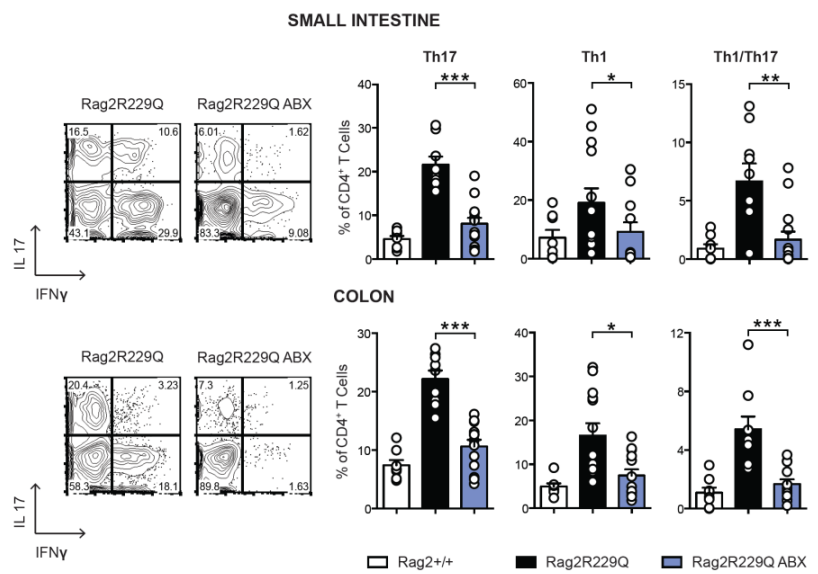 SMALL INTESTINE
Th17
Th1
Th1/Th17
Rag2R229Q
Rag2R229Q ABX
16.5
10.6
43.1
29.9
6.01
1.62
83.3
9.08
IL 17
IFNγ
% of CD4+ T Cells
40
30
20
10
0
***
60
40
20
0
*
15
10
5
0
**
COLON
Rag2R229Q
Rag2R229Q ABX
20.4
3.23
58.3
18.1
7.3
1.25
89.8
1.63
IL 17
IFNγ
% of CD4+ T Cells
30
20
10
0
***
40
30
20
10
0
*
12
8
4
0
***
Rag2+/+
Rag2R229Q
Rag2R229Q ABX